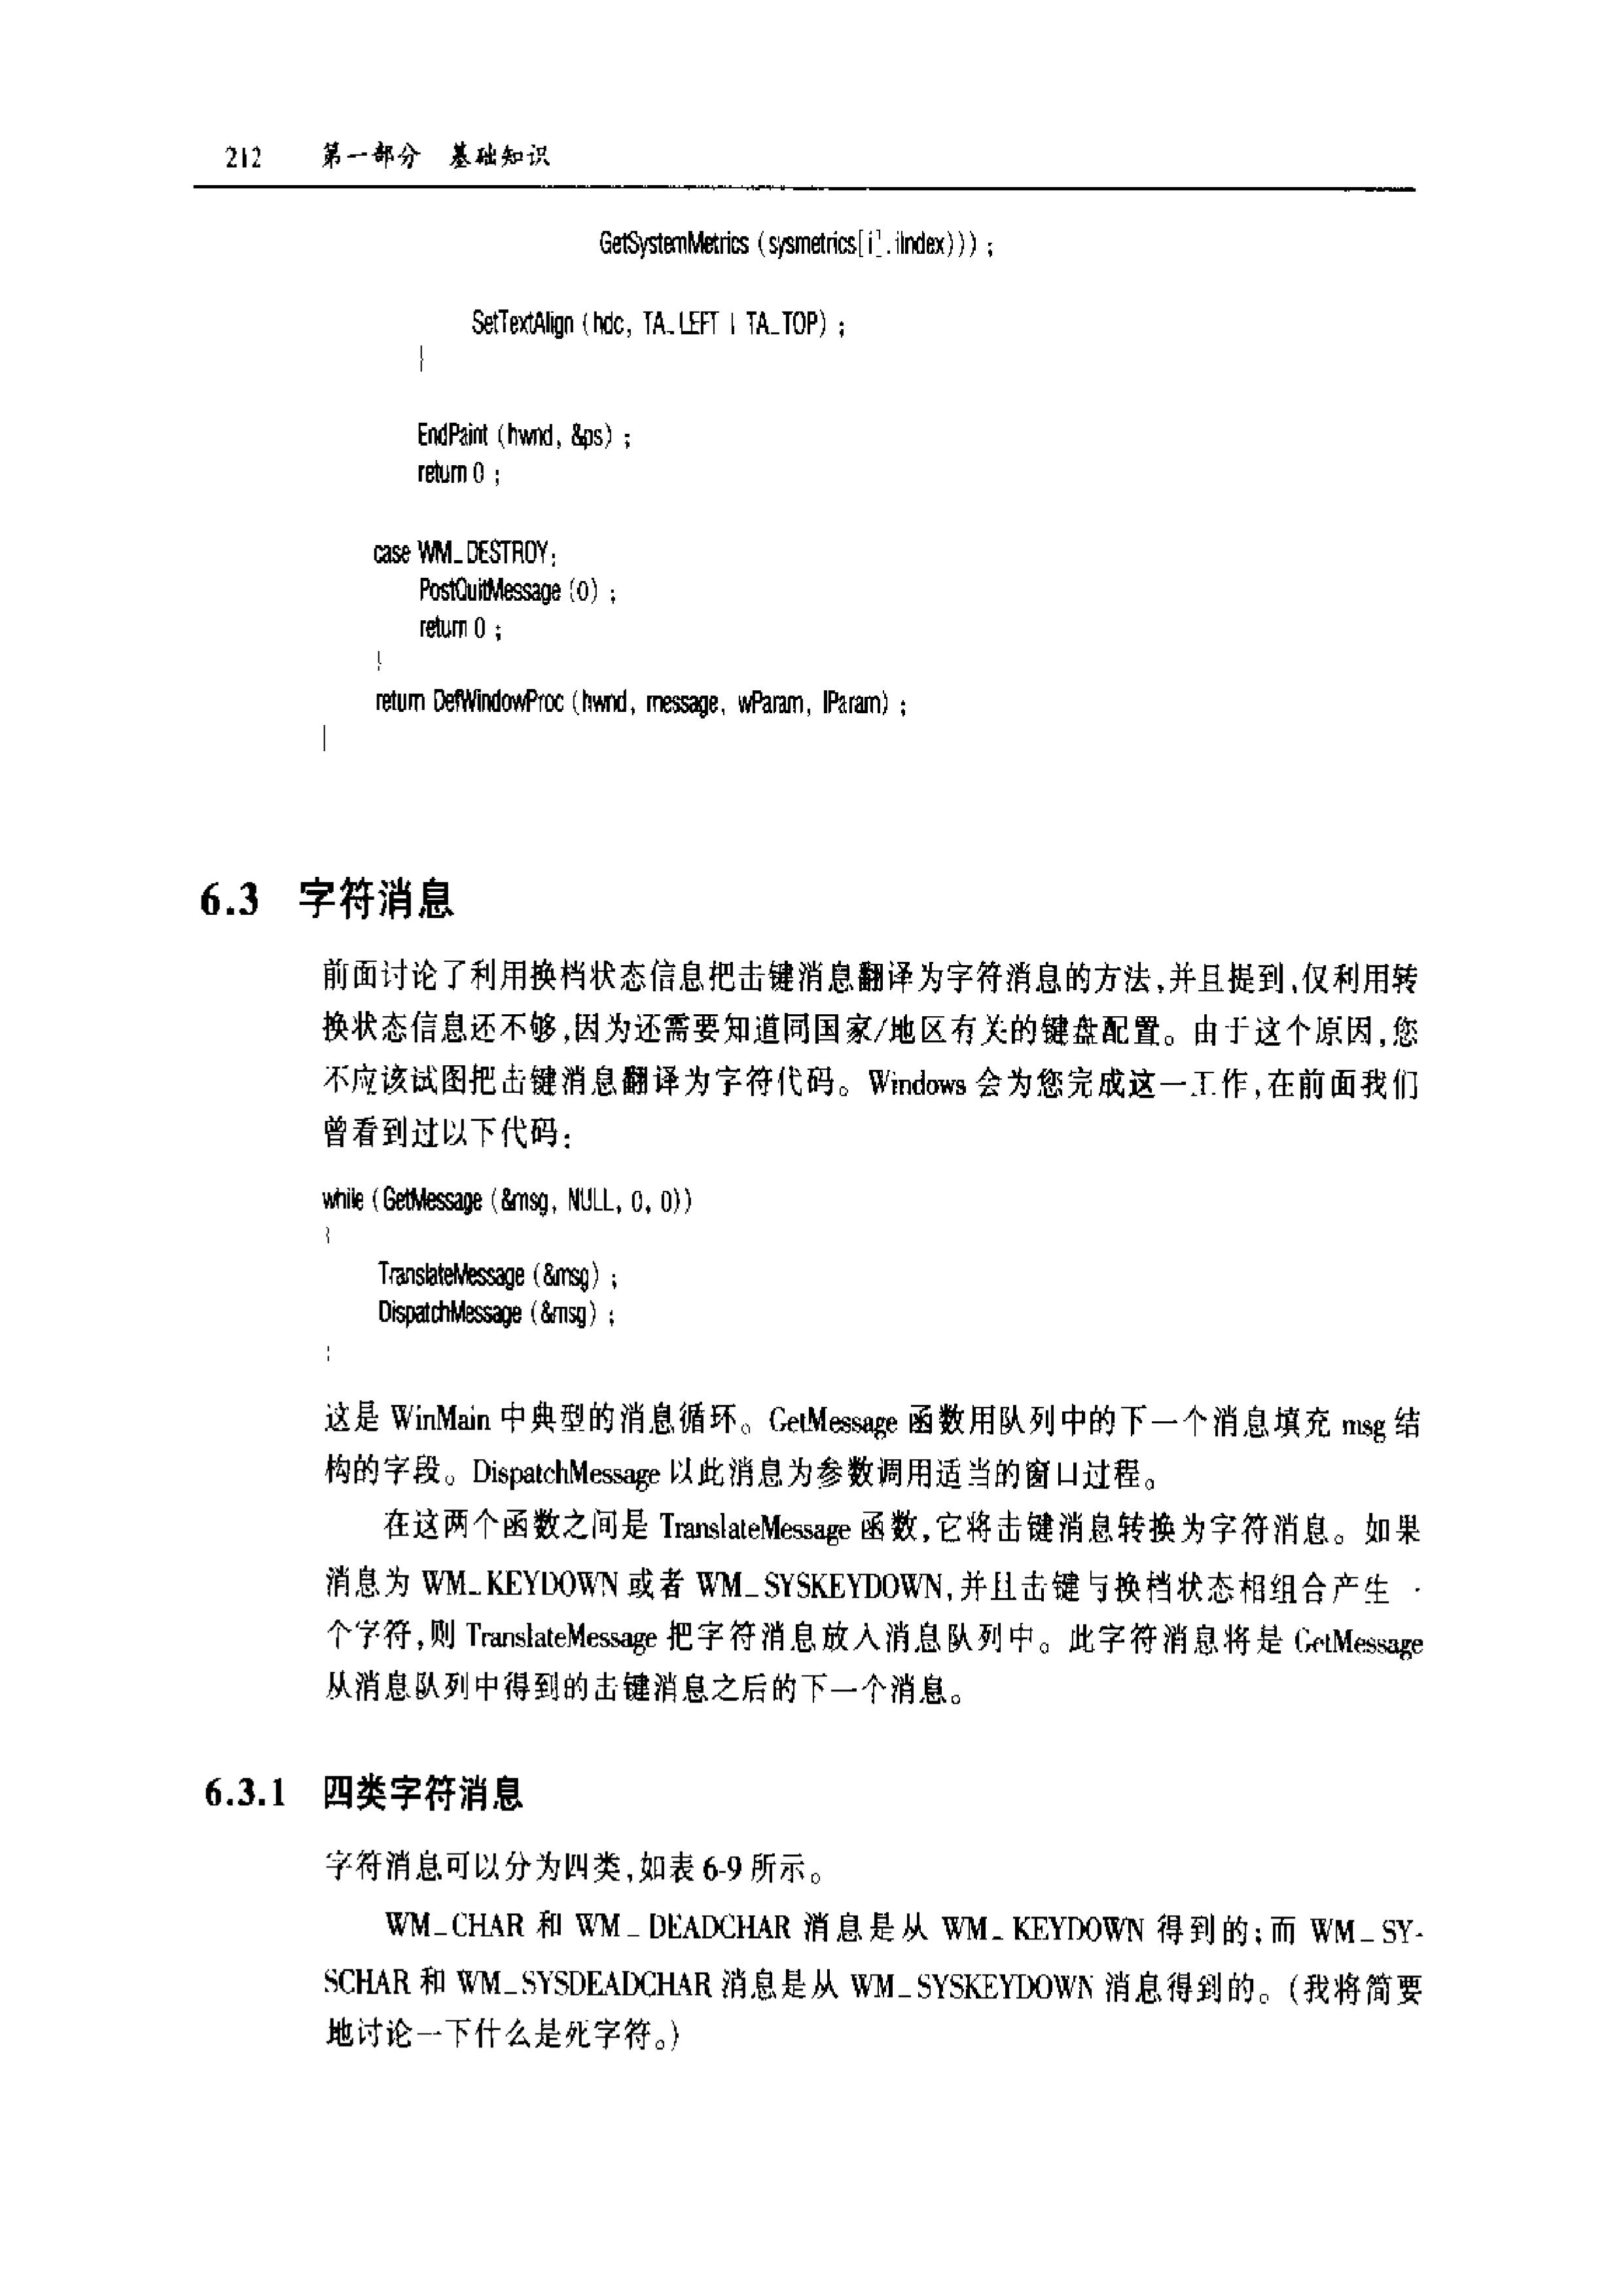 212 第一部分 基础知识
GetSystemMetrics (sysmetrics[i].iIndex))) ;
SetTextAlign (hdc, TA_LEFT | TA_TOP) ;
}
EndPaint (hwnd, &ps) ;
return 0 ;
case WM_DESTROY:
PostQuitMessage (0) ;
return 0 ;
}
return DefWindowProc (hwnd, message, wParam, lParam) ;
}
6.3 字符消息
前面讨论了利用换档状态信息把击键消息翻译为字符消息的方法,并且提到,仅利用转
换状态信息还不够,因为还需要知道同国家/地区有关的键盘配置。由于这个原因,您
不应该试图把击键消息翻译为字符代码。Windows 会为您完成这一工作,在前面我们
曾看到过以下代码:
while (GetMessage (&msg, NULL, 0, 0))
{
TranslateMessage (&msg) ;
DispatchMessage (&msg) ;
}
这是 WinMain 中典型的消息循环。GetMessage 函数用队列中的下一个消息填充 msg 结
构的字段。DispatchMessage 以此消息为参数调用适当的窗口过程。
在这两个函数之间是 TranslateMessage 函数,它将击键消息转换为字符消息。如果
消息为 WM_KEYDOWN 或者 WM_SYSKEYDOWN,并且击键与换档状态相组合产生一
个字符,则 TranslateMessage 把字符消息放入消息队列中。此字符消息将是 GetMessage
从消息队列中得到的击键消息之后的下一个消息。
6.3.1 四类字符消息
字符消息可以分为四类,如表 6-9 所示。
WM_CHAR 和 WM_DEADCHAR 消息是从 WM_KEYDOWN 得到的;而 WM_SY-
SCHAR 和 WM_SYSDEADCHAR 消息是从 WM_SYSKEYDOWN 消息得到的。(我将简要
地讨论一下什么是死字符。)